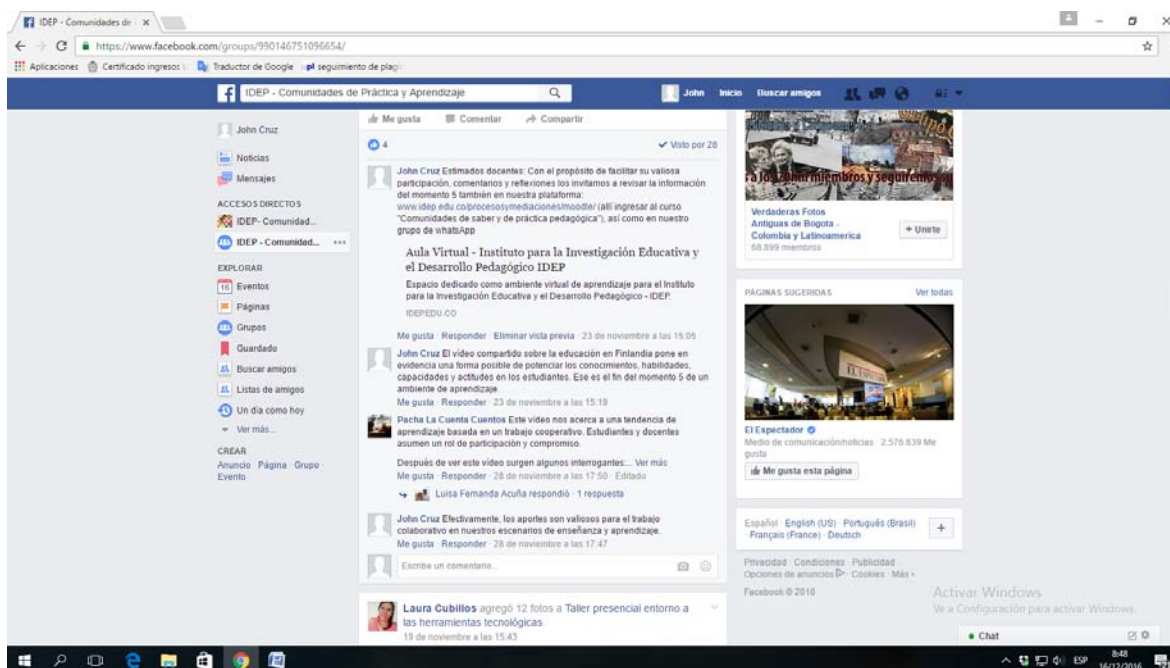 IDEP - Comunidades de
https://www.facebook.com/groups/990146751096654/
Aplicaciones Certificado ingresos Traductor de Google seguimiento de plag
IDEP - Comunidades de Práctica y Aprendizaje
John Inicio Buscar amigos
John Cruz
Noticias
Mensajes
ACCESOS DIRECTOS
IDEP- Comunidad...
IDEP - Comunidad...
EXPLORAR
16 Eventos
Páginas
Grupos
Guardado
Buscar amigos
Listas de amigos
Un día como hoy
Ver más...
CREAR
Anuncio Página Grupo
Evento
Me gusta Comentar Compartir
4 Visto por 28
John Cruz Estimados docentes: Con el propósito de facilitar su valiosa
participación, comentarios y reflexiones los invitamos a revisar la información
del momento 5 también en nuestra plataforma:
www.idep.edu.co/procesosymediaciones/moodle/ (allí ingresar al curso
"Comunidades de saber y de práctica pedagógica"), así como en nuestro
grupo de whatsApp
Aula Virtual - Instituto para la Investigación Educativa y
el Desarrollo Pedagógico IDEP
Espacio dedicado como ambiente virtual de aprendizaje para el Instituto
para la Investigación Educativa y el Desarrollo Pedagógico - IDEP.
IDEPEDU.CO
Me gusta · Responder · Eliminar vista previa · 23 de noviembre a las 15:05
John Cruz El vídeo compartido sobre la educación en Finlandia pone en
evidencia una forma posible de potenciar los conocimientos, habilidades,
capacidades y actitudes en los estudiantes. Ese es el fin del momento 5 de un
ambiente de aprendizaje.
Me gusta · Responder · 23 de noviembre a las 15:19
Pacha La Cuenta Cuentos Este vídeo nos acerca a una tendencia de
aprendizaje basada en un trabajo cooperativo. Estudiantes y docentes
asumen un rol de participación y compromiso.
Después de ver este vídeo surgen algunos interrogantes:... Ver más
Me gusta · Responder · 28 de noviembre a las 17:50 · Editado
Luisa Fernanda Acuña respondió · 1 respuesta
John Cruz Efectivamente, los aportes son valiosos para el trabajo
colaborativo en nuestros escenarios de enseñanza y aprendizaje.
Me gusta · Responder · 28 de noviembre a las 17:47
Escribe un comentario...
Laura Cubillos agregó 12 fotos a Taller presencial entorno a
las herramientas tecnológicas.
19 de noviembre a las 15:43
miembros y seguiremos
Verdaderas Fotos
Antiguas de Bogota -
Colombia y Latinoamerica
68.899 miembros
+ Unirte
PÁGINAS SUGERIDAS Ver todas
El Espectador
Medio de comunicación/noticias · 2.576.839 Me
gusta
Me gusta esta página
Español · English (US) · Português (Brasil)
· Français (France) · Deutsch
Privacidad · Condiciones · Publicidad
Opciones de anuncios · Cookies · Más
Facebook © 2016
Activar Windows
Ve a Configuración para activar Windows.
Chat
ESP
8:48
16/12/2016